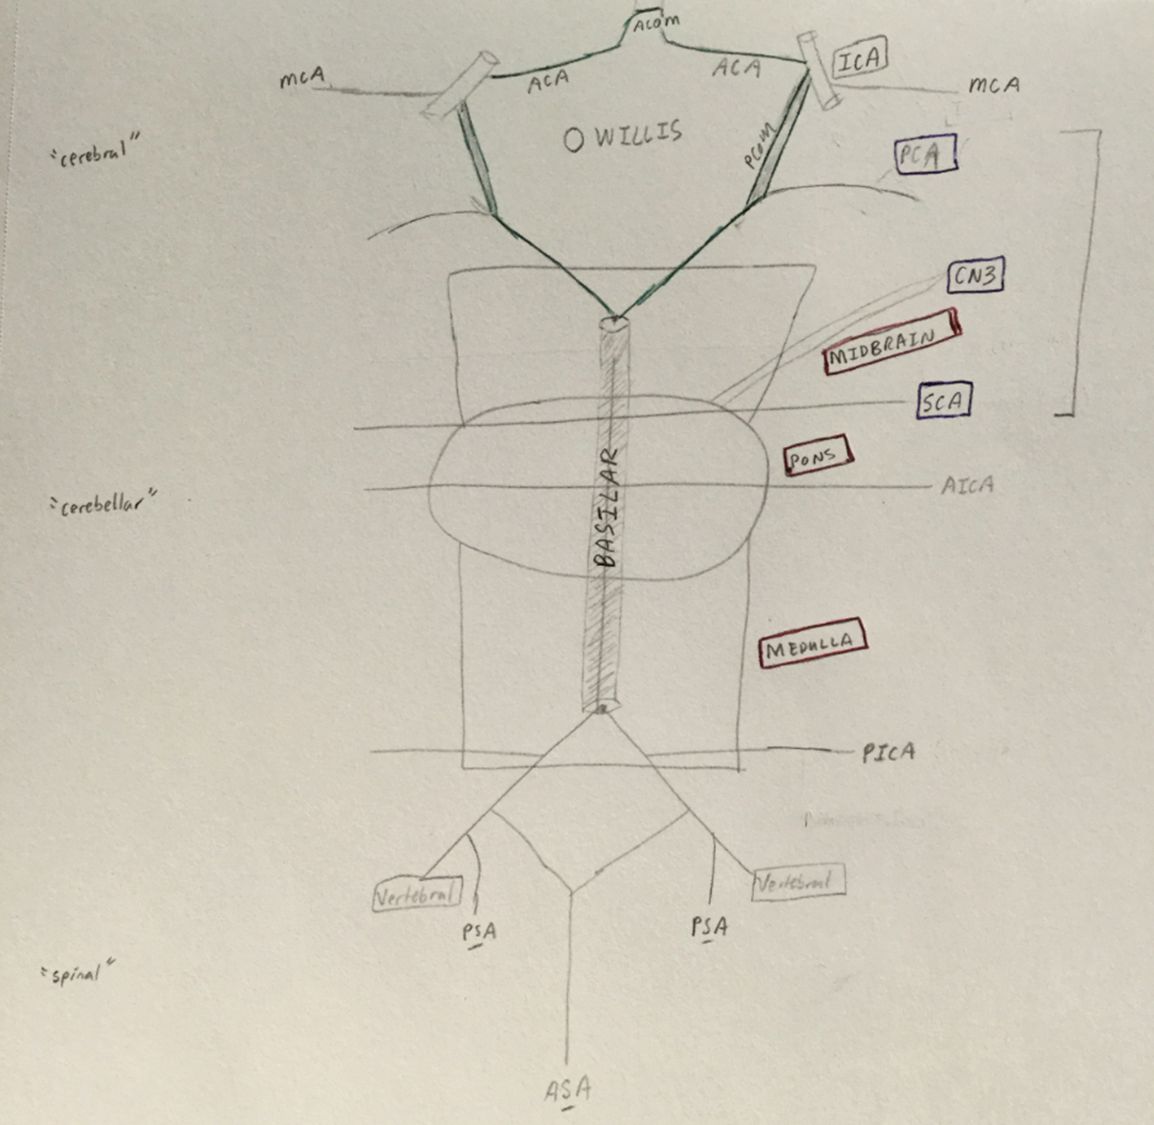 ACOM
ACA
ACA
MCA
ICA
MCA
O WILLIS
PCOM
"cerebral"
PCA
CN3
MIDBRAIN
SCA
PONS
AICA
"cerebellar"
BASILAR
MEDULLA
PICA
Vertebral
Vertebral
PSA
PSA
"spinal"
ASA